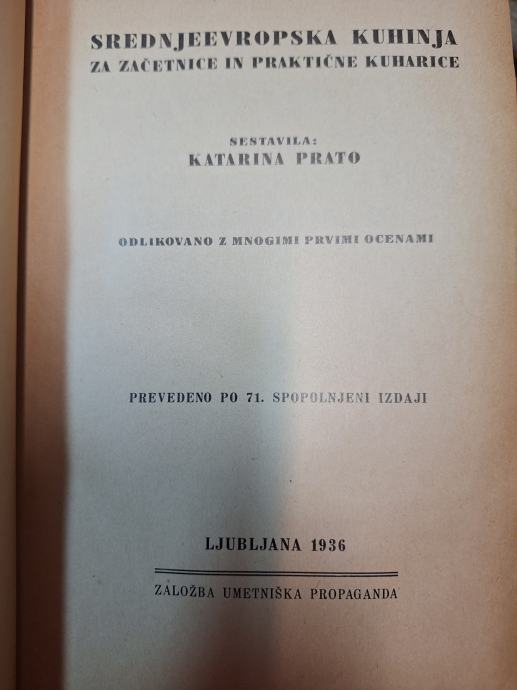 SREDNJEEVROPSKA KUHINJA
ZA ZAČETNICE IN PRAKTIČNE KUHARICE
SESTAVILA:
KATARINA PRATO
ODLIKOVANO Z MNOGIMI PRVIMI OCENAMI
PREVEDENO PO 71. SPOPOLNJENI IZDAJI
LJUBLJANA 1936
ZALOŽBA UMETNIŠKA PROPAGANDA